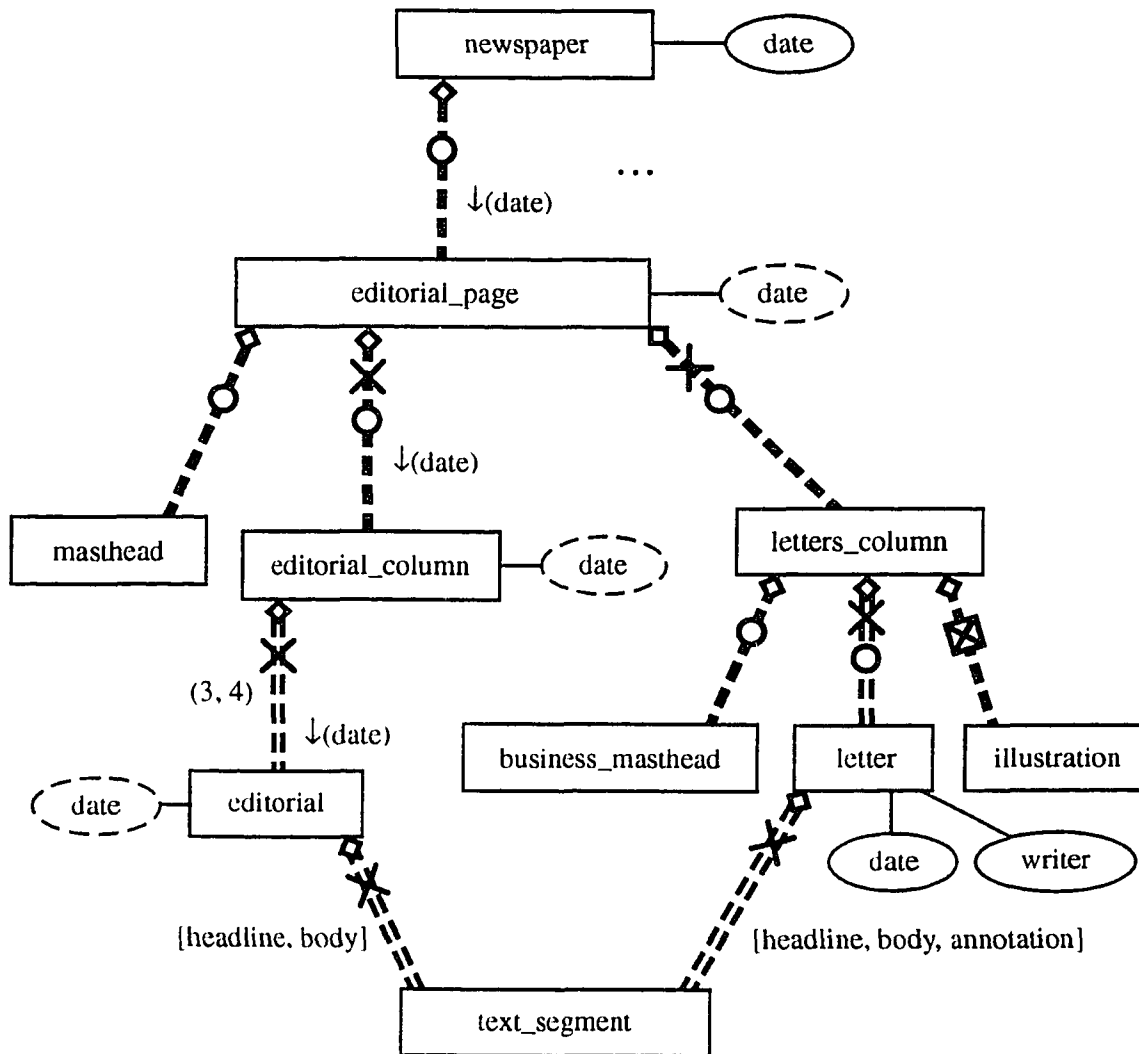 newspaper
date
...
↓(date)
editorial_page
date
↓(date)
masthead
editorial_column
date
letters_column
(3, 4)
↓(date)
business_masthead
letter
illustration
date
editorial
date
writer
[headline, body]
[headline, body, annotation]
text_segment